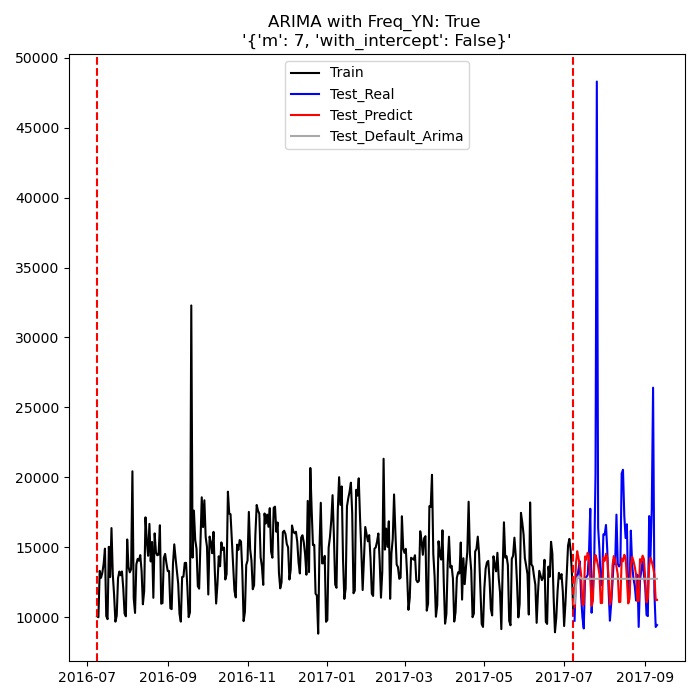 ARIMA with Freq_YN: True
'{'m': 7, 'with_intercept': False}'
Train
Test_Real
Test_Predict
Test_Default_Arima
50000
45000
40000
35000
30000
25000
20000
15000
10000
2016-07 2016-09 2016-11 2017-01 2017-03 2017-05 2017-07 2017-09